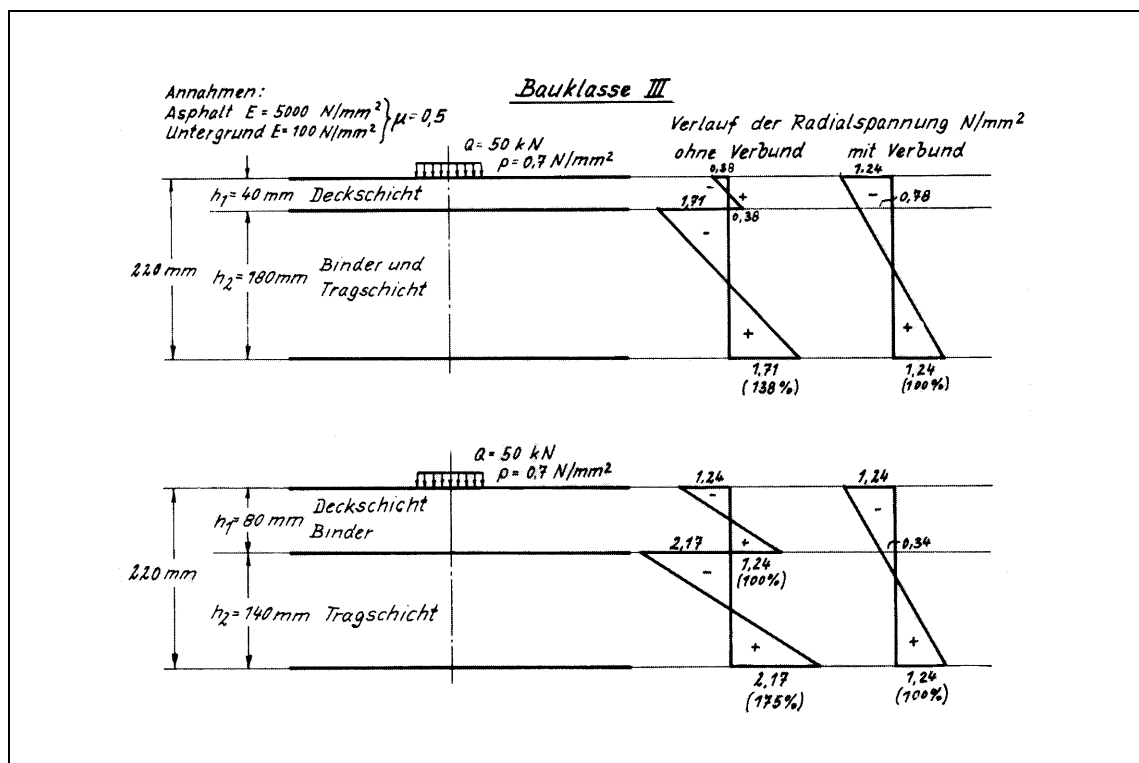 Bauklasse III
Annahmen:
Asphalt E = 5000 N/mm²
Untergrund E = 100 N/mm²
μ = 0,5
Q = 50 kN
p = 0,7 N/mm²
Verlauf der Radialspannung N/mm²
ohne Verbund
mit Verbund
0,38
1,24
h₁ = 40 mm Deckschicht
-
+
-
0,78
1,71
0,38
-
220 mm
h₂ = 180 mm
Binder und
Tragschicht
+
+
1,71
(138%)
1,24
(100%)
Q = 50 kN
p = 0,7 N/mm²
1,24
1,24
h₁ = 80 mm
Deckschicht
Binder
-
-
+
2,17
1,24
(100%)
0,34
-
220 mm
h₂ = 140 mm Tragschicht
+
+
2,17
(175%)
1,24
(100%)